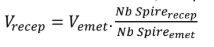 V_recep = V_emet . Nb Spire_recep / Nb Spire_emet